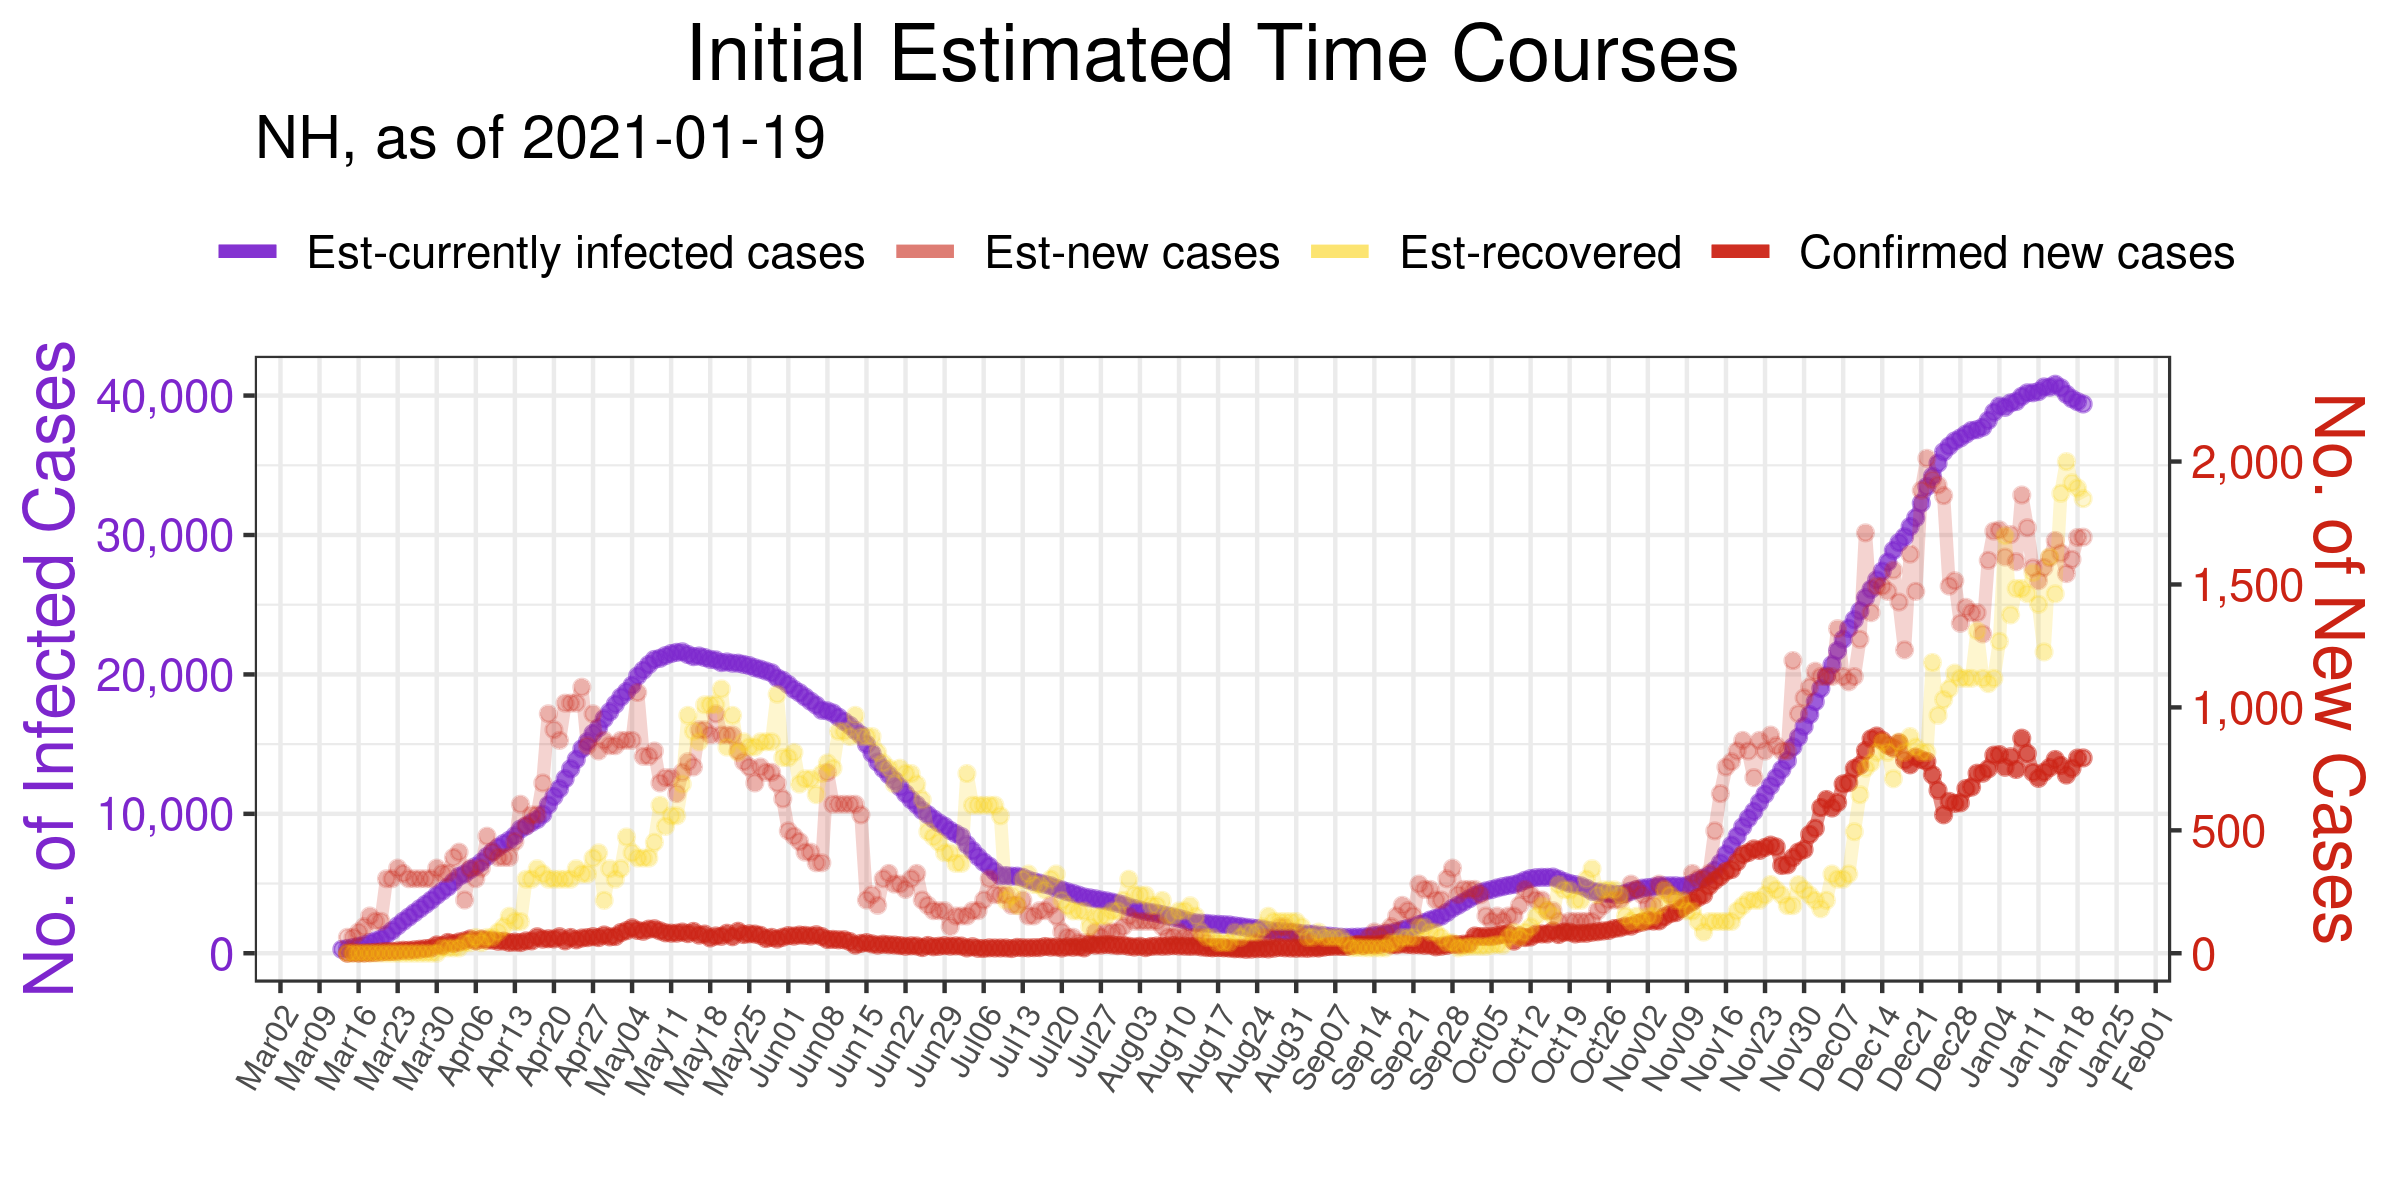 Initial Estimated Time Courses
NH, as of 2021-01-19
Est-currently infected cases Est-new cases Est-recovered Confirmed new cases
No. of Infected Cases
40,000
30,000
20,000
10,000
0
No. of New Cases
2,000
1,500
1,000
500
0
Mar02 Mar09 Mar16 Mar23 Mar30 Apr06 Apr13 Apr20 Apr27 May04 May11 May18 May25 Jun01 Jun08 Jun15 Jun22 Jun29 Jul06 Jul13 Jul20 Jul27 Aug03 Aug10 Aug17 Aug24 Aug31 Sep07 Sep14 Sep21 Sep28 Oct05 Oct12 Oct19 Oct26 Nov02 Nov09 Nov16 Nov23 Nov30 Dec07 Dec14 Dec21 Dec28 Jan04 Jan11 Jan18 Jan25 Feb01